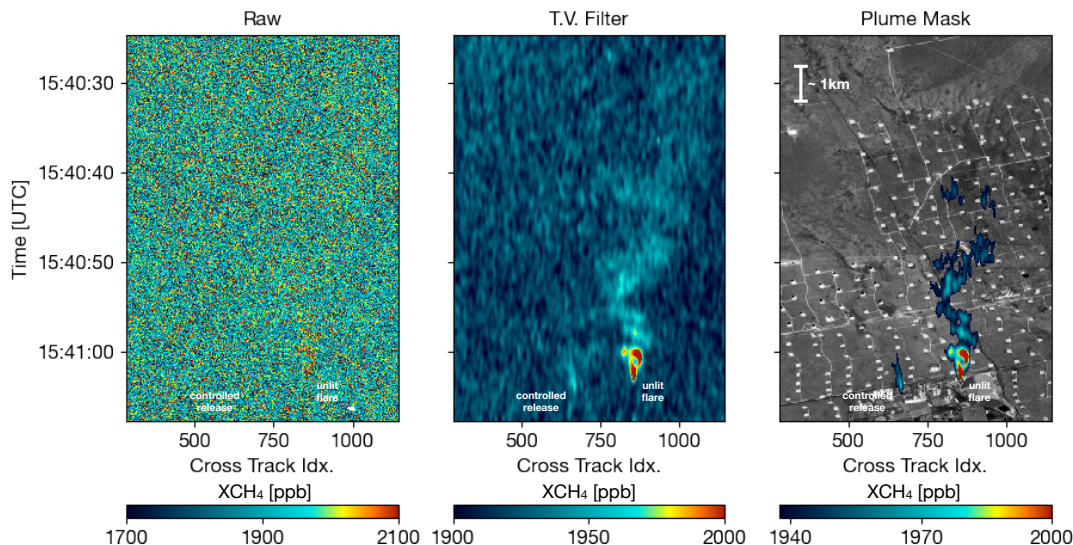 Raw
T.V. Filter
Plume Mask
Time [UTC]
15:40:30
15:40:40
15:40:50
15:41:00
controlled
release
unlit
flare
controlled
release
unlit
flare
~ 1km
controlled
release
unlit
flare
500
750
1000
500
750
1000
500
750
1000
Cross Track Idx.
Cross Track Idx.
Cross Track Idx.
XCH₄ [ppb]
XCH₄ [ppb]
XCH₄ [ppb]
1700
1900
2100
1900
1950
2000
1940
1970
2000